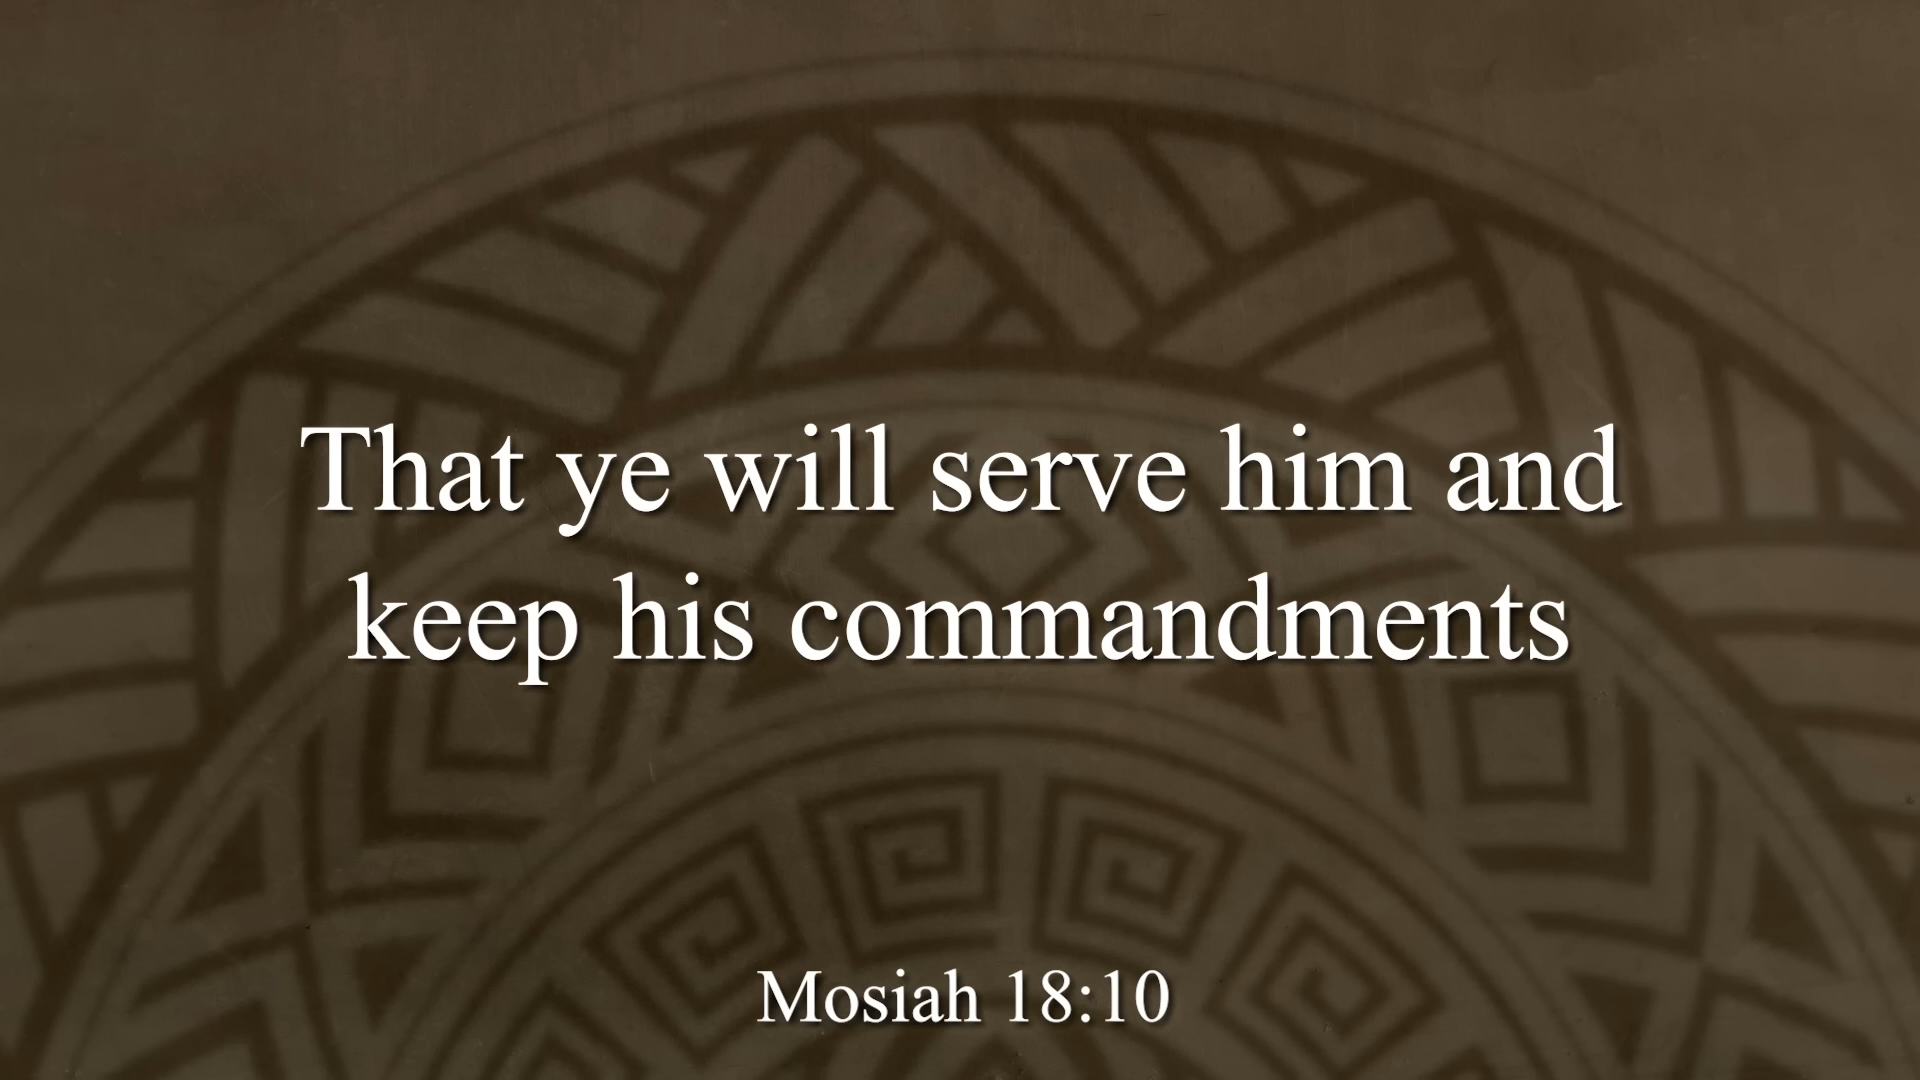 That ye will serve him and
keep his commandments
Mosiah 18:10